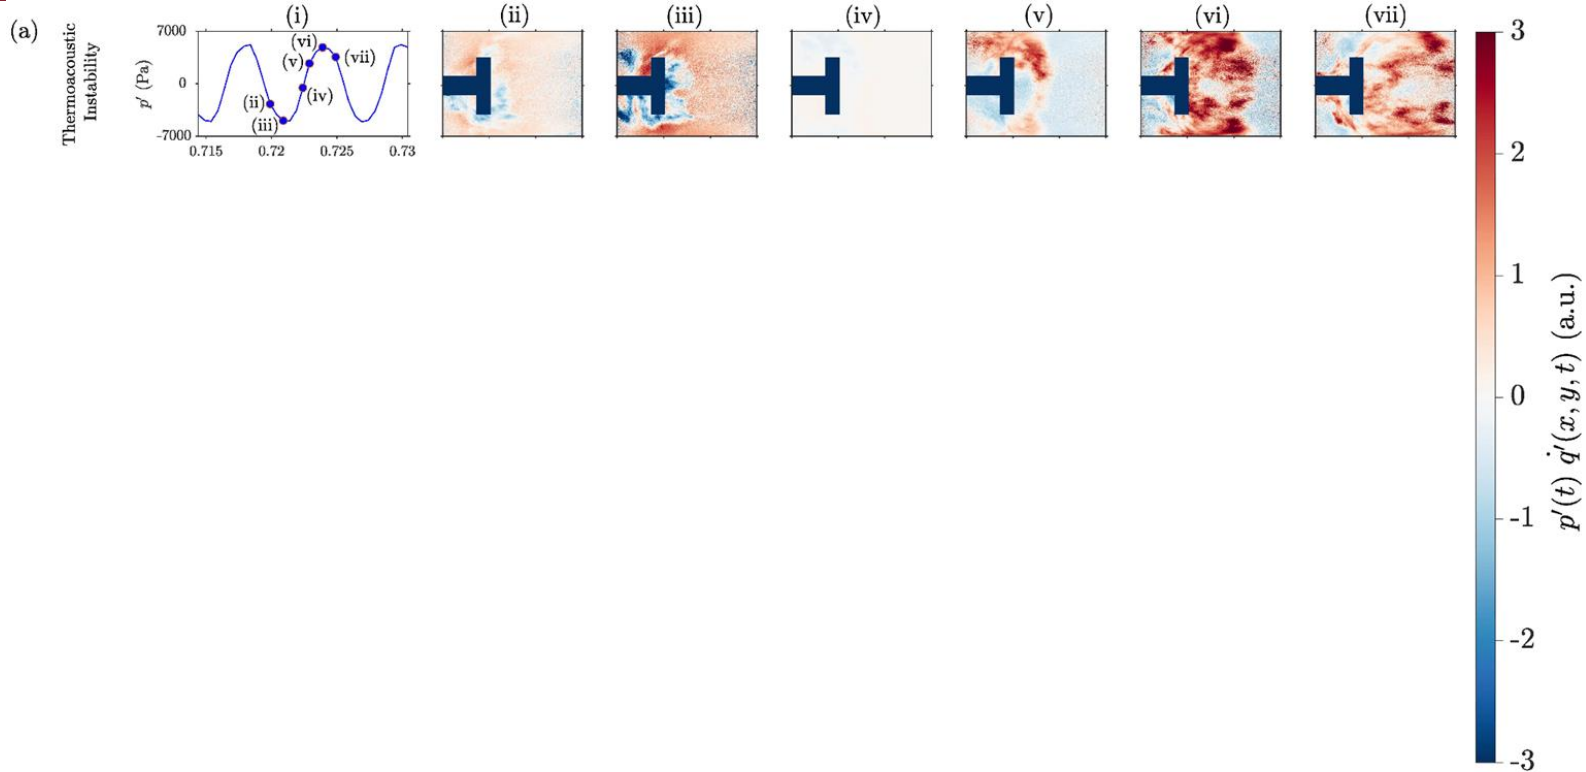 (a)
Thermoacoustic
Instability
(i)
(ii)
(iii)
(iv)
(v)
(vi)
(vii)
7000
0
-7000
p′ (Pa)
(ii)
(iii)
(iv)
(v)
(vi)
(vii)
0.715
0.72
0.725
0.73
3
2
1
0
-1
-2
-3
p′(t) q̇′(x, y, t) (a.u.)